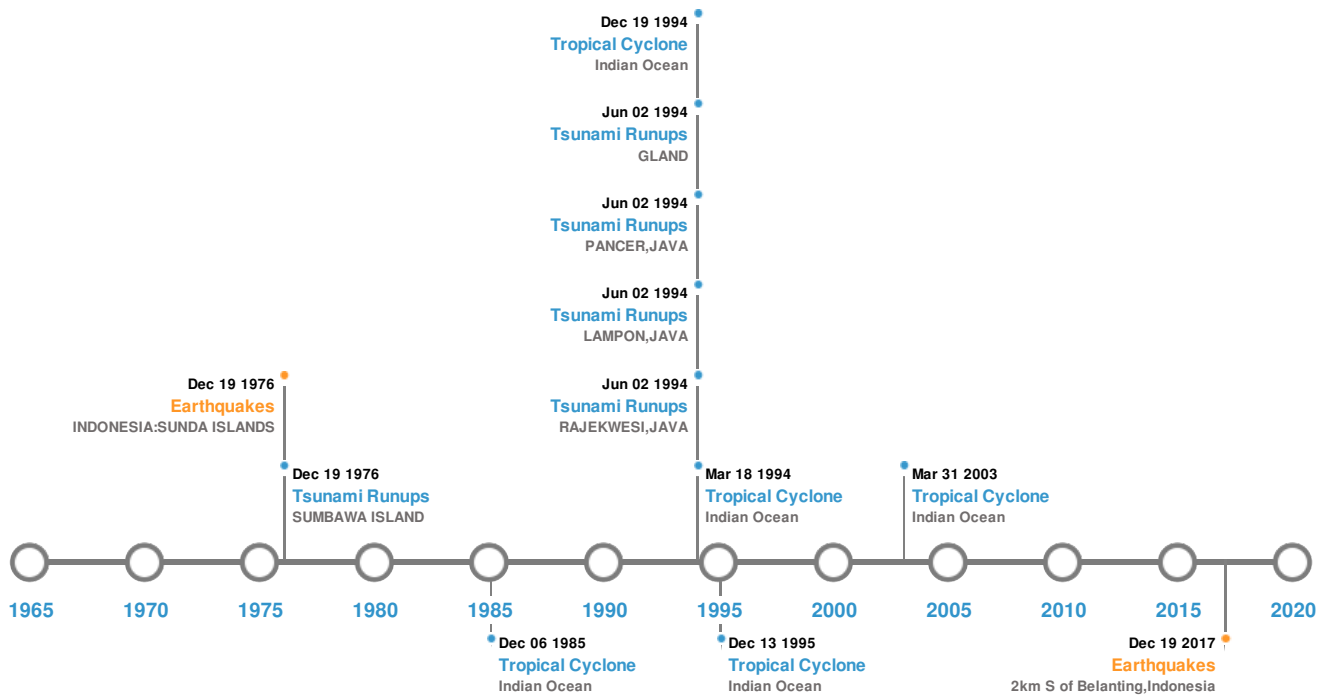 Dec 19 1994
Tropical Cyclone
Indian Ocean
Jun 02 1994
Tsunami Runups
GLAND
Jun 02 1994
Tsunami Runups
PANCER,JAVA
Jun 02 1994
Tsunami Runups
LAMPON,JAVA
Dec 19 1976
Earthquakes
INDONESIA:SUNDA ISLANDS
Jun 02 1994
Tsunami Runups
RAJEKWESI,JAVA
Dec 19 1976
Tsunami Runups
SUMBAWA ISLAND
Mar 18 1994
Tropical Cyclone
Indian Ocean
Mar 31 2003
Tropical Cyclone
Indian Ocean
1965 1970 1975 1980 1985 1990 1995 2000 2005 2010 2015 2020
Dec 06 1985
Tropical Cyclone
Indian Ocean
Dec 13 1995
Tropical Cyclone
Indian Ocean
Dec 19 2017
Earthquakes
2km S of Belanting,Indonesia